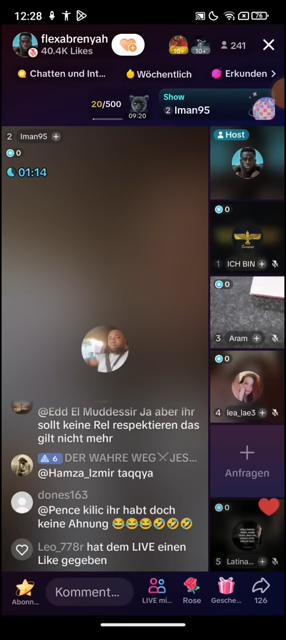 12:28
76
flexabrenyah
40.4K Likes
10+
10+
241
Chatten und Int...
Wöchentlich
Erkunden
20/500
09:20
Show
2 Iman95
2 Iman95
0
01:14
Host
0
1 ICH BIN
0
3 Aram
0
4 lea_lae3
Anfragen
0
5 Latina...
@Edd El Muddessir Ja aber ihr
sollt keine Rel respektieren das
gilt nicht mehr
6 DER WAHRE WEG⚔JES...
@Hamza_Izmir taqqya
dones163
@Pence kilic ihr habt doch
keine Ahnung 😂😂😂🤣🤣🤣
Leo_778r hat dem LIVE einen
Like gegeben
Abonn...
Komment...
LIVE mi...
Rose
Gesche...
126